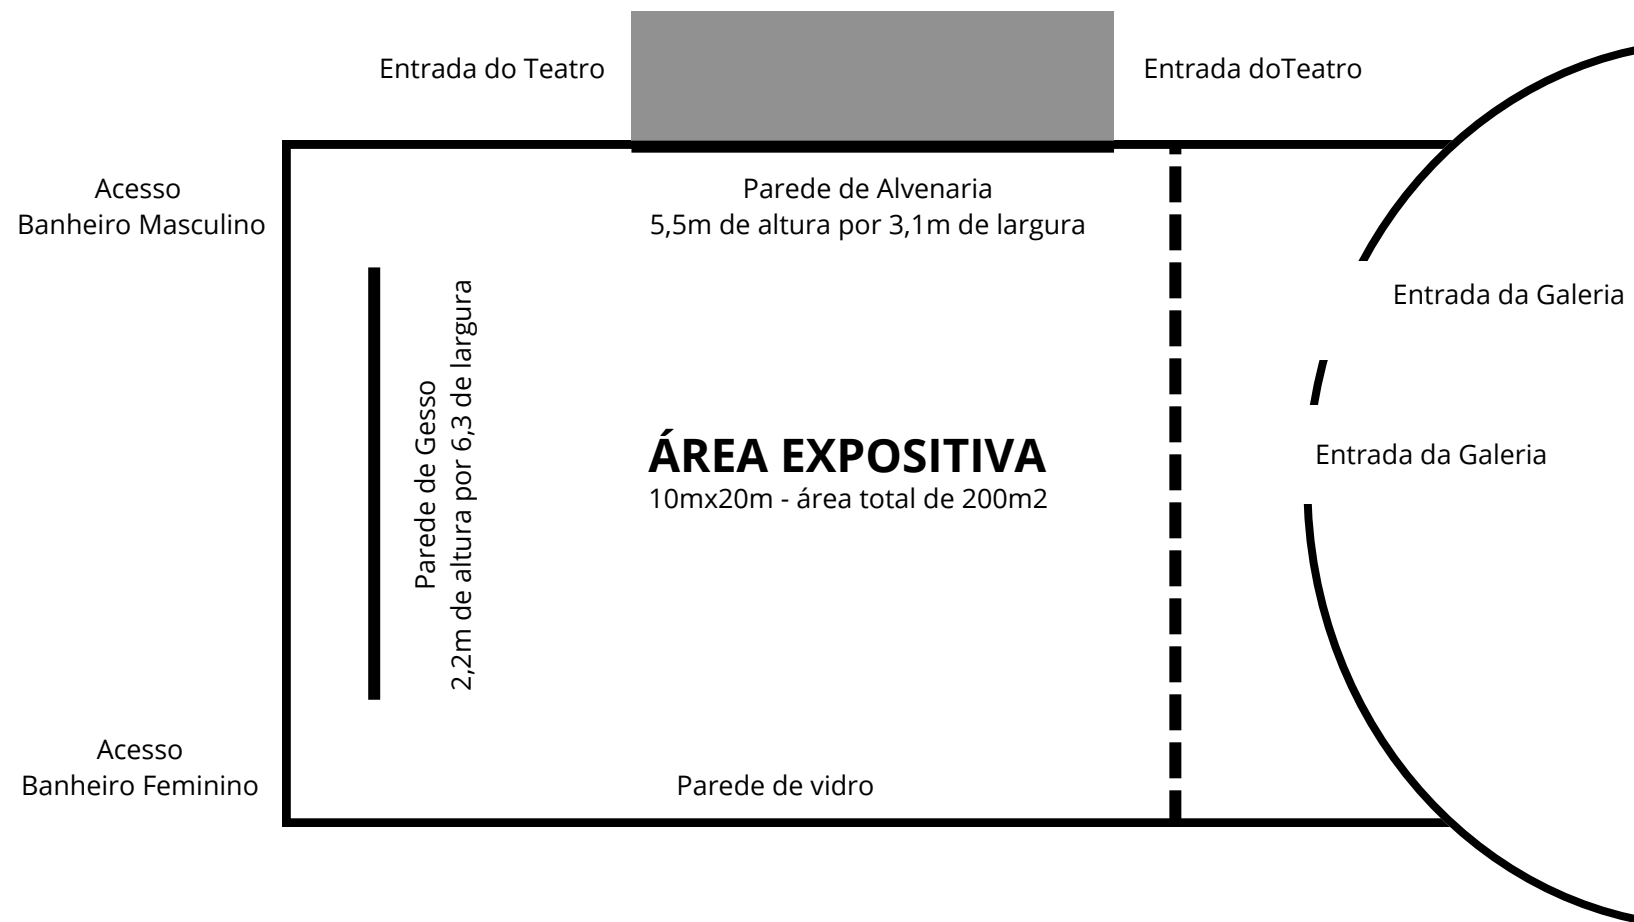 Entrada do Teatro
Entrada doTeatro
Acesso
Banheiro Masculino
Parede de Alvenaria
5,5m de altura por 3,1m de largura
Entrada da Galeria
Parede de Gesso
2,2m de altura por 6,3 de largura
ÁREA EXPOSITIVA
10mx20m - área total de 200m2
Entrada da Galeria
Acesso
Banheiro Feminino
Parede de vidro